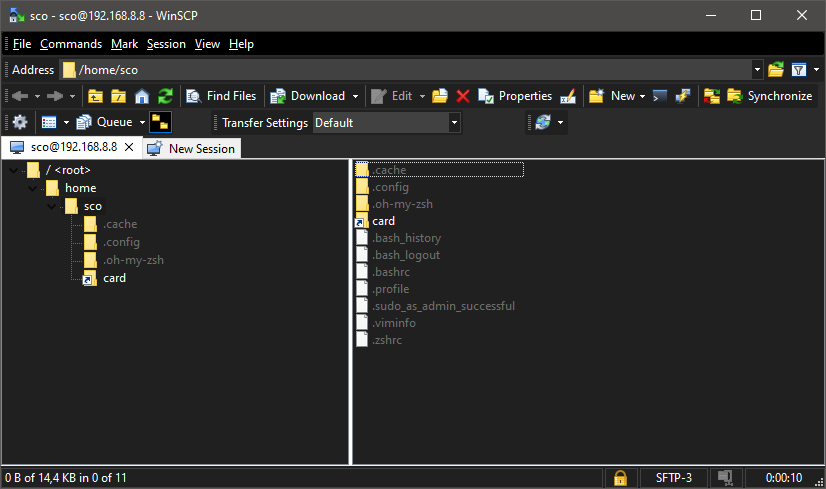 sco - sco@192.168.8.8 - WinSCP
File Commands Mark Session View Help
Address /home/sco
Find Files Download Edit Properties New Synchronize
Queue Transfer Settings Default
sco@192.168.8.8 New Session
/ <root>
home
sco
.cache
.config
.oh-my-zsh
card
.cache
.config
.oh-my-zsh
card
.bash_history
.bash_logout
.bashrc
.profile
.sudo_as_admin_successful
.viminfo
.zshrc
0 B of 14,4 KB in 0 of 11 SFTP-3 0:00:10